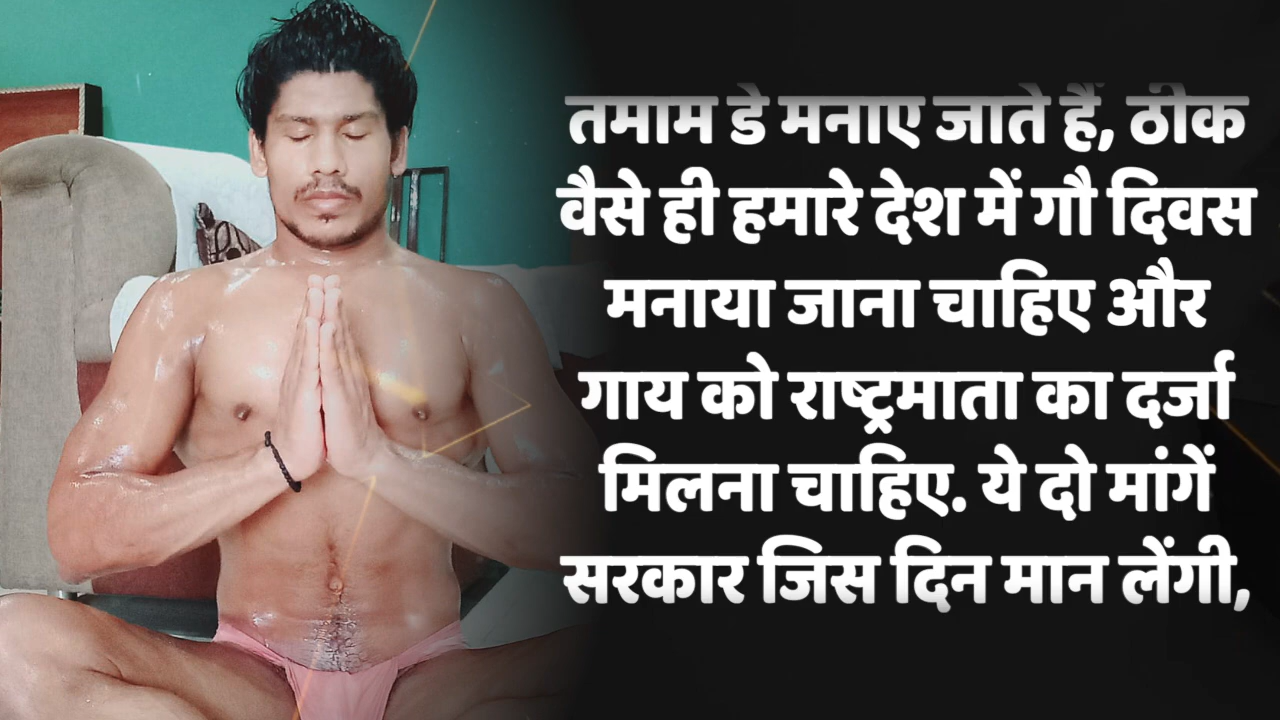 तमाम डे मनाए जाते हैं, ठीक
वैसे ही हमारे देश में गौ दिवस
मनाया जाना चाहिए और
गाय को राष्ट्रमाता का दर्जा
मिलना चाहिए. ये दो मांगें
सरकार जिस दिन मान लेंगी,